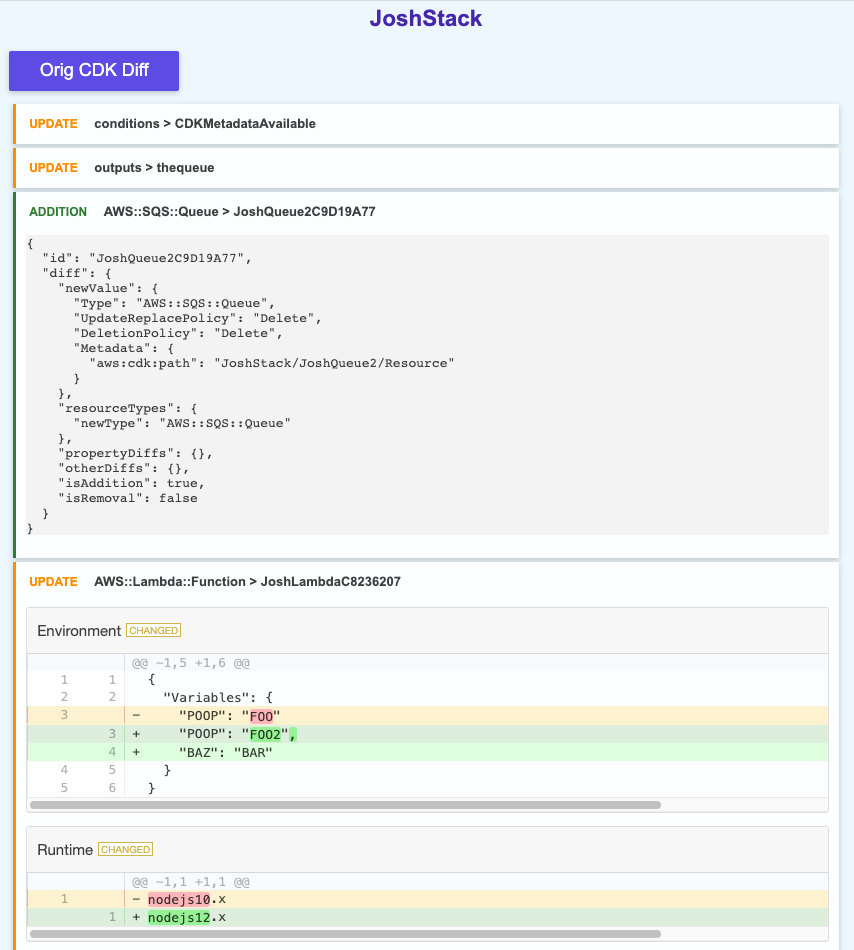 JoshStack
Orig CDK Diff
UPDATE conditions > CDKMetadataAvailable
UPDATE outputs > thequeue
ADDITION AWS::SQS::Queue > JoshQueue2C9D19A77
{
  "id": "JoshQueue2C9D19A77",
  "diff": {
    "newValue": {
      "Type": "AWS::SQS::Queue",
      "UpdateReplacePolicy": "Delete",
      "DeletionPolicy": "Delete",
      "Metadata": {
        "aws:cdk:path": "JoshStack/JoshQueue2/Resource"
      }
    },
    "resourceTypes": {
      "newType": "AWS::SQS::Queue"
    },
    "propertyDiffs": {},
    "otherDiffs": {},
    "isAddition": true,
    "isRemoval": false
  }
}
UPDATE AWS::Lambda::Function > JoshLambdaC8236207
Environment CHANGED
@@ -1,5 +1,6 @@
1 1 {
2 2   "Variables": {
3 -     "POOP": "FOO"
3 +     "POOP": "FOO2",
4 +     "BAZ": "BAR"
4 5   }
5 6 }
Runtime CHANGED
@@ -1,1 +1,1 @@
1 - nodejs10.x
1 + nodejs12.x